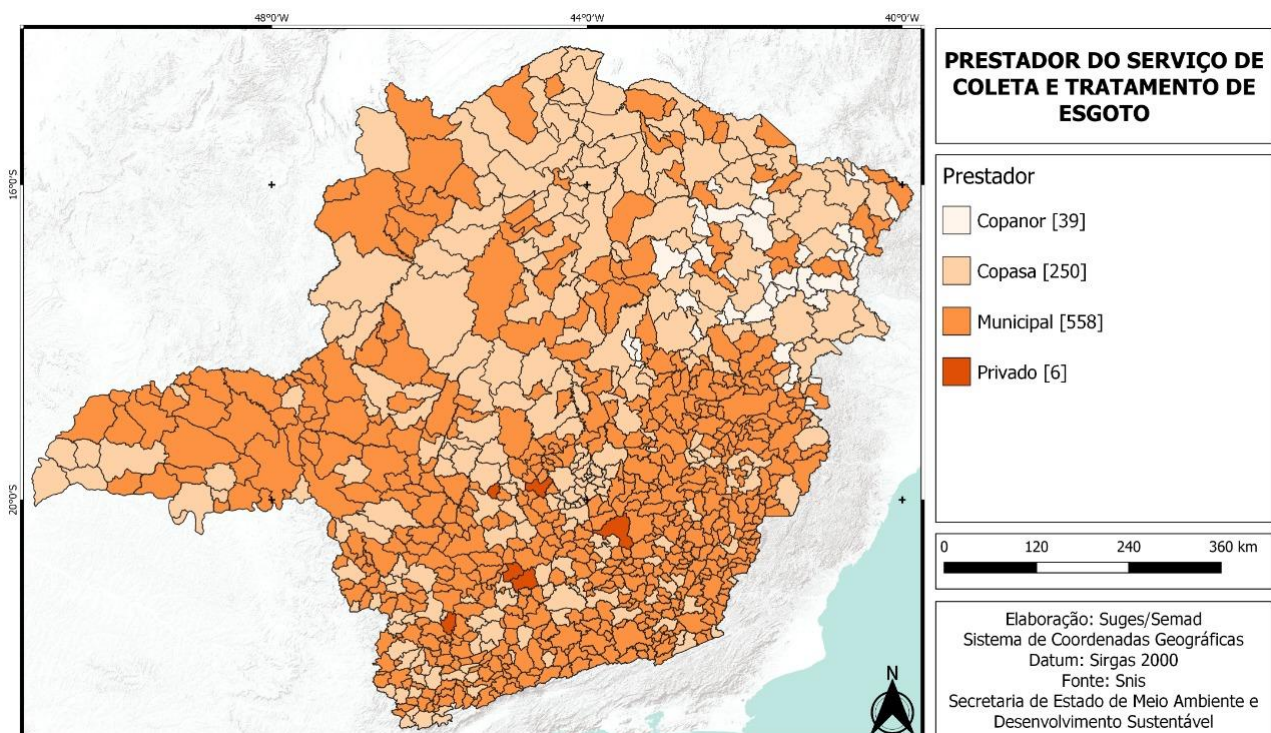 48°0'W
44°0'W
40°0'W
16°0'S
20°0'S
PRESTADOR DO SERVIÇO DE
COLETA E TRATAMENTO DE
ESGOTO
Prestador
Copanor [39]
Copasa [250]
Municipal [558]
Privado [6]
0 120 240 360 km
Elaboração: Suges/Semad
Sistema de Coordenadas Geográficas
Datum: Sirgas 2000
Fonte: Snis
Secretaria de Estado de Meio Ambiente e
Desenvolvimento Sustentável
N